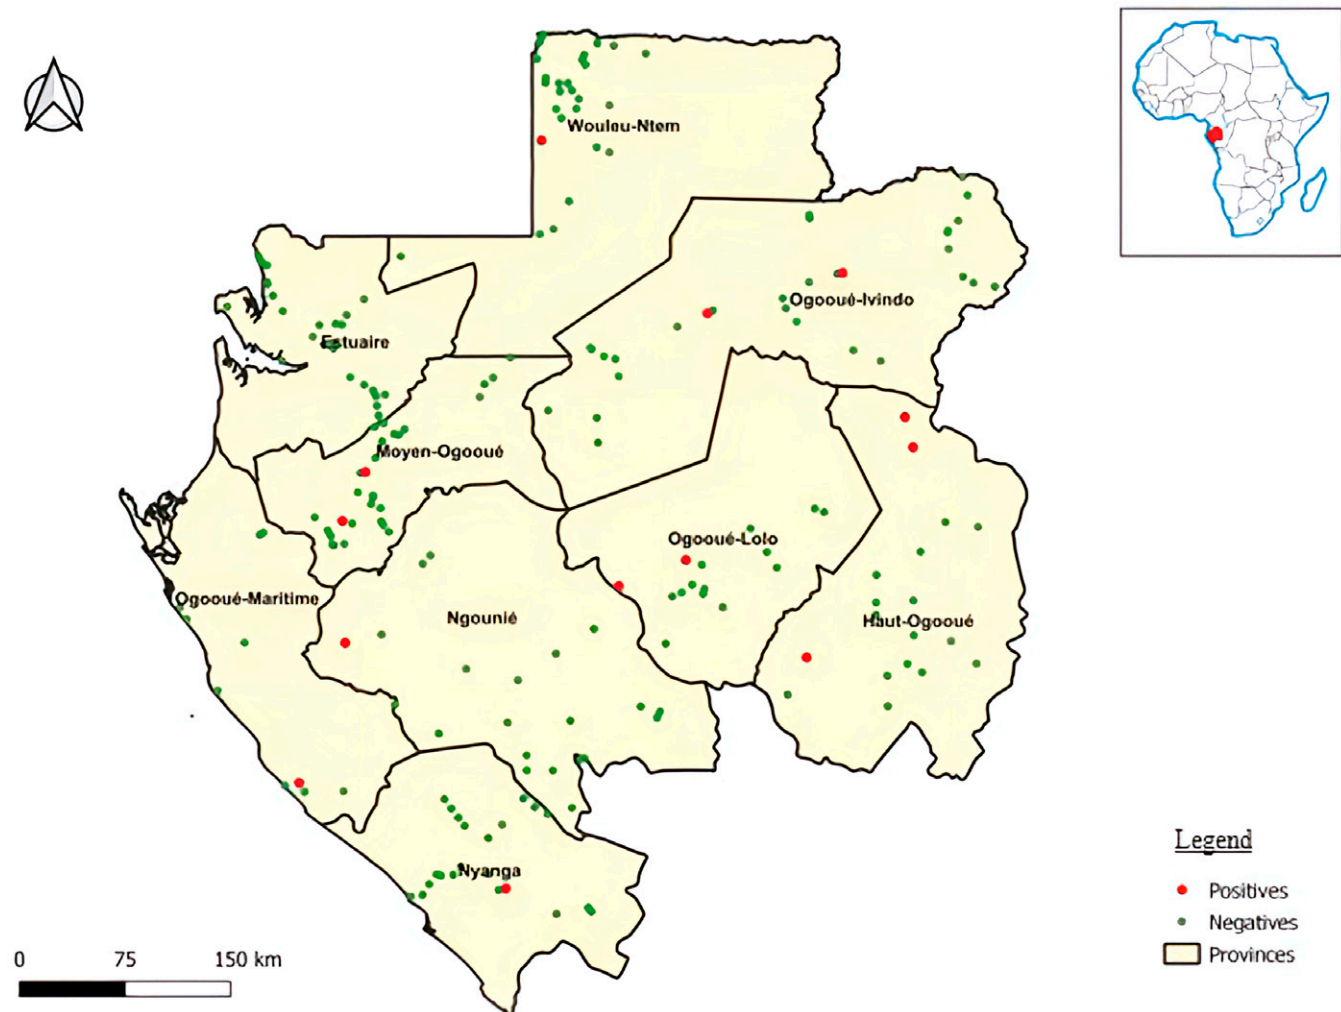 Wouleu-Ntem
Ogooué-Ivindo
Estuaire
Moyen-Ogooué
Ogooué-Lolo
Ogooué-Maritime
Ngounié
Haut-Ogooué
Nyanga
Legend
Positives
Negatives
Provinces
0 75 150 km